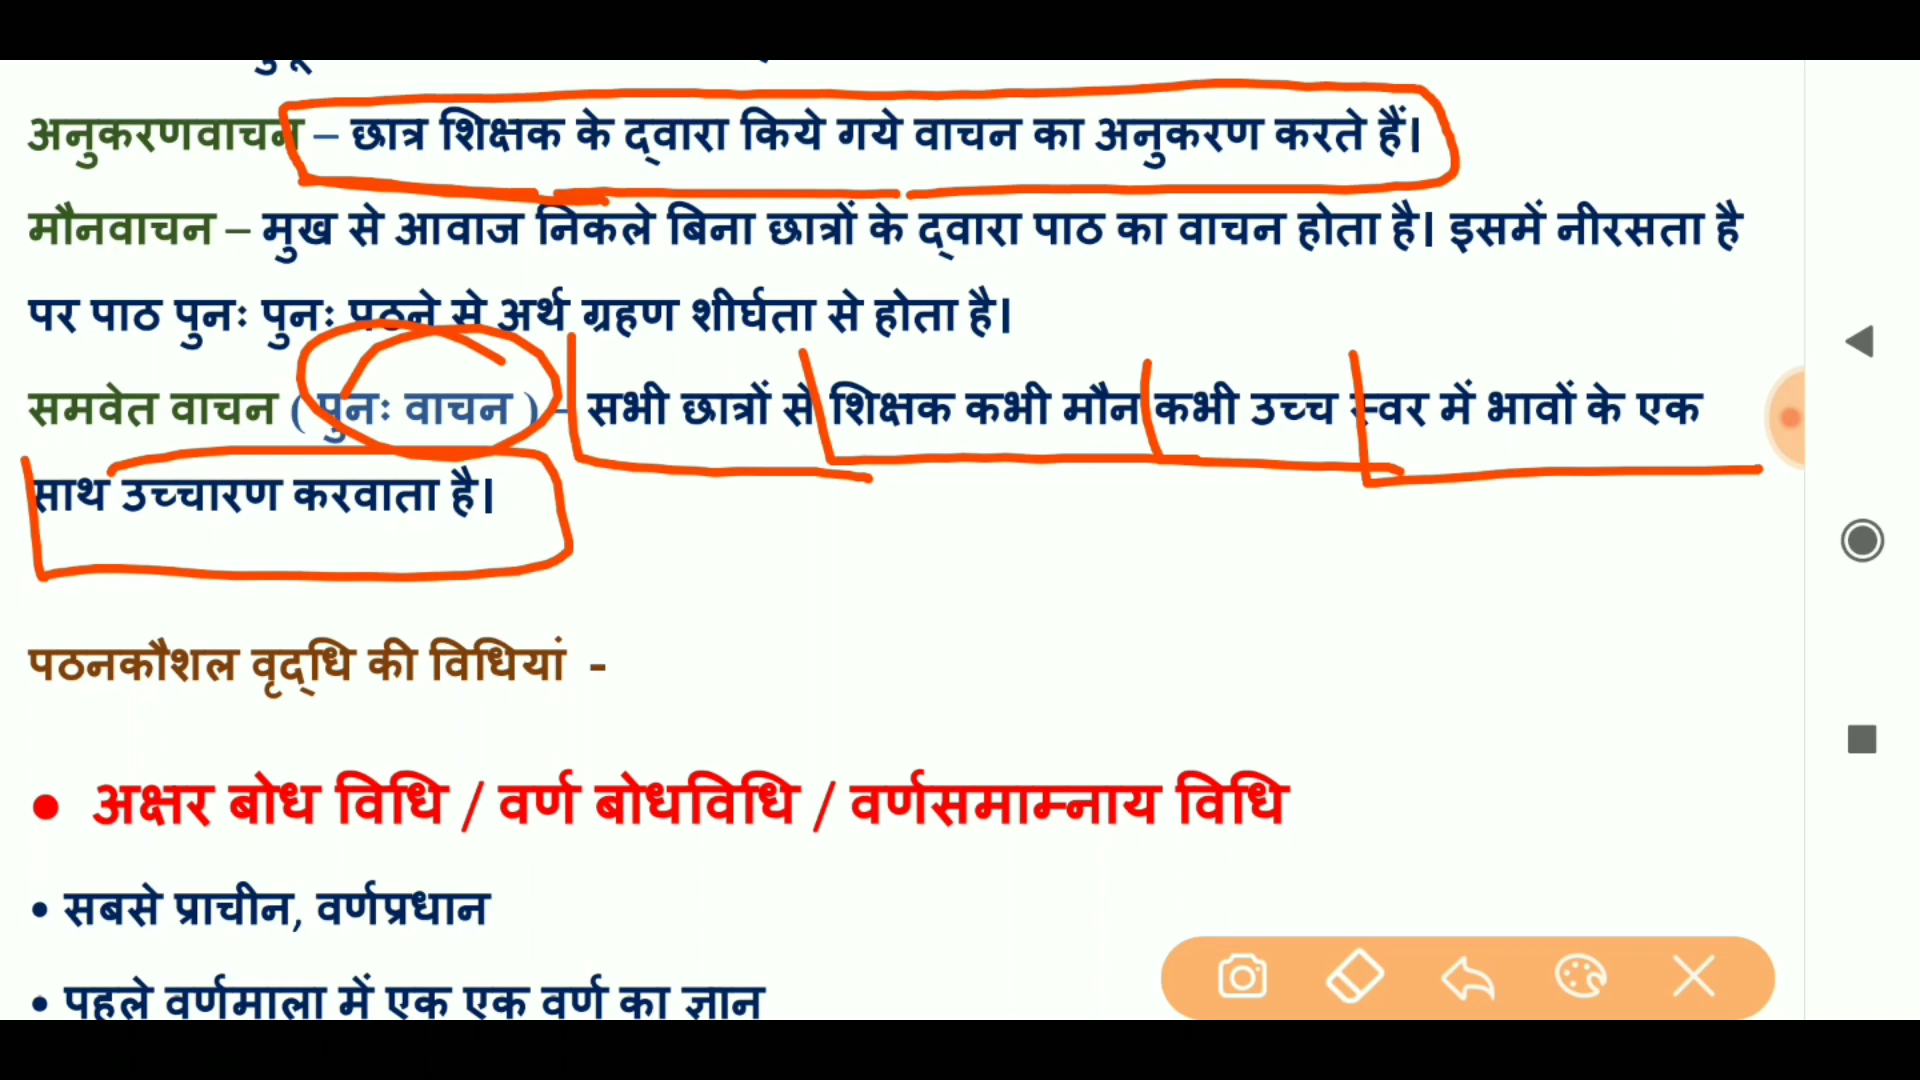 अनुकरणवाचन – छात्र शिक्षक के द्वारा किये गये वाचन का अनुकरण करते हैं।
मौनवाचन – मुख से आवाज निकले बिना छात्रों के द्वारा पाठ का वाचन होता है। इसमें नीरसता है
पर पाठ पुनः पुनः पठने से अर्थ ग्रहण शीर्घता से होता है।
समवेत वाचन ( पुनः वाचन ) – सभी छात्रों से शिक्षक कभी मौन कभी उच्च स्वर में भावों के एक
साथ उच्चारण करवाता है।
पठनकौशल वृद्धि की विधियां -
● अक्षर बोध विधि / वर्ण बोधविधि / वर्णसमाम्नाय विधि
• सबसे प्राचीन, वर्णप्रधान
• पहले वर्णमाला में एक एक वर्ण का ज्ञान